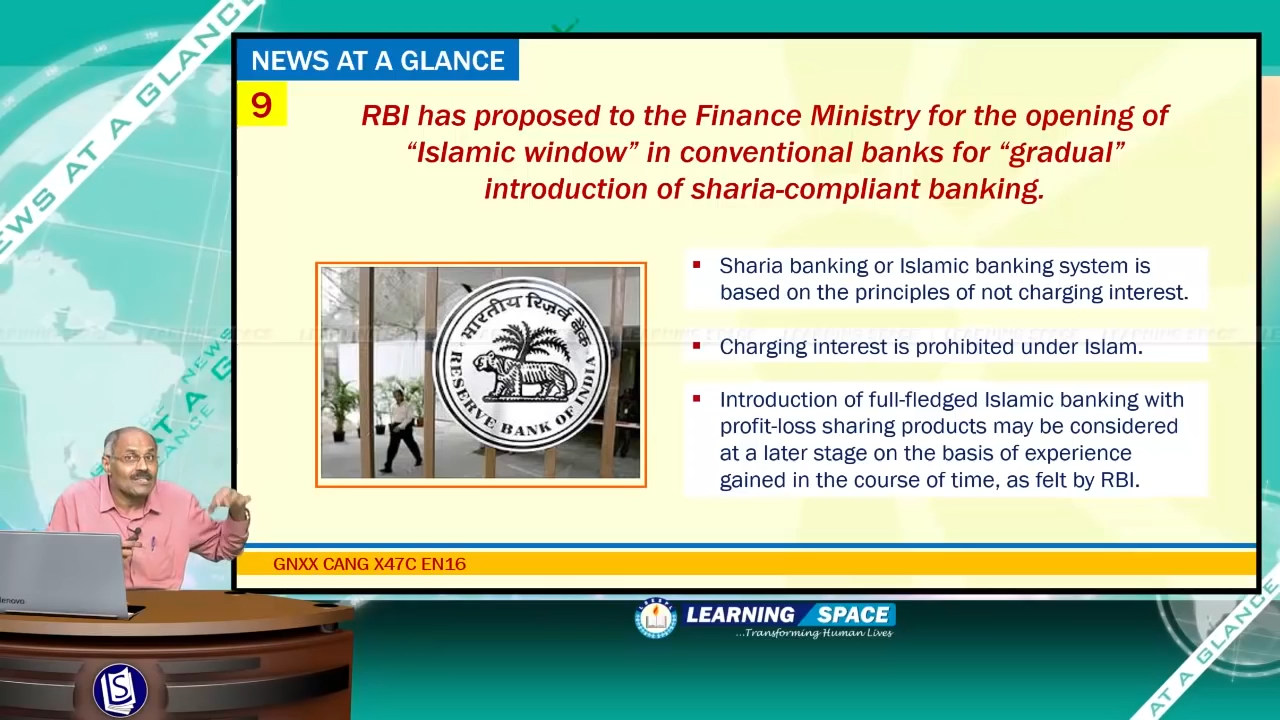 NEWS AT A GLANCE
9
RBI has proposed to the Finance Ministry for the opening of
“Islamic window” in conventional banks for “gradual”
introduction of sharia-compliant banking.
भारतीय रिज़र्व बैंक
RESERVE BANK OF INDIA
▪ Sharia banking or Islamic banking system is
based on the principles of not charging interest.
▪ Charging interest is prohibited under Islam.
▪ Introduction of full-fledged Islamic banking with
profit-loss sharing products may be considered
at a later stage on the basis of experience
gained in the course of time, as felt by RBI.
GNXX CANG X47C EN16
LEARNING SPACE
...Transforming Human Lives
lenovo
LS
EWS AT A GLANCE
NEWS
AT A GLANCE
AT A GLANCE